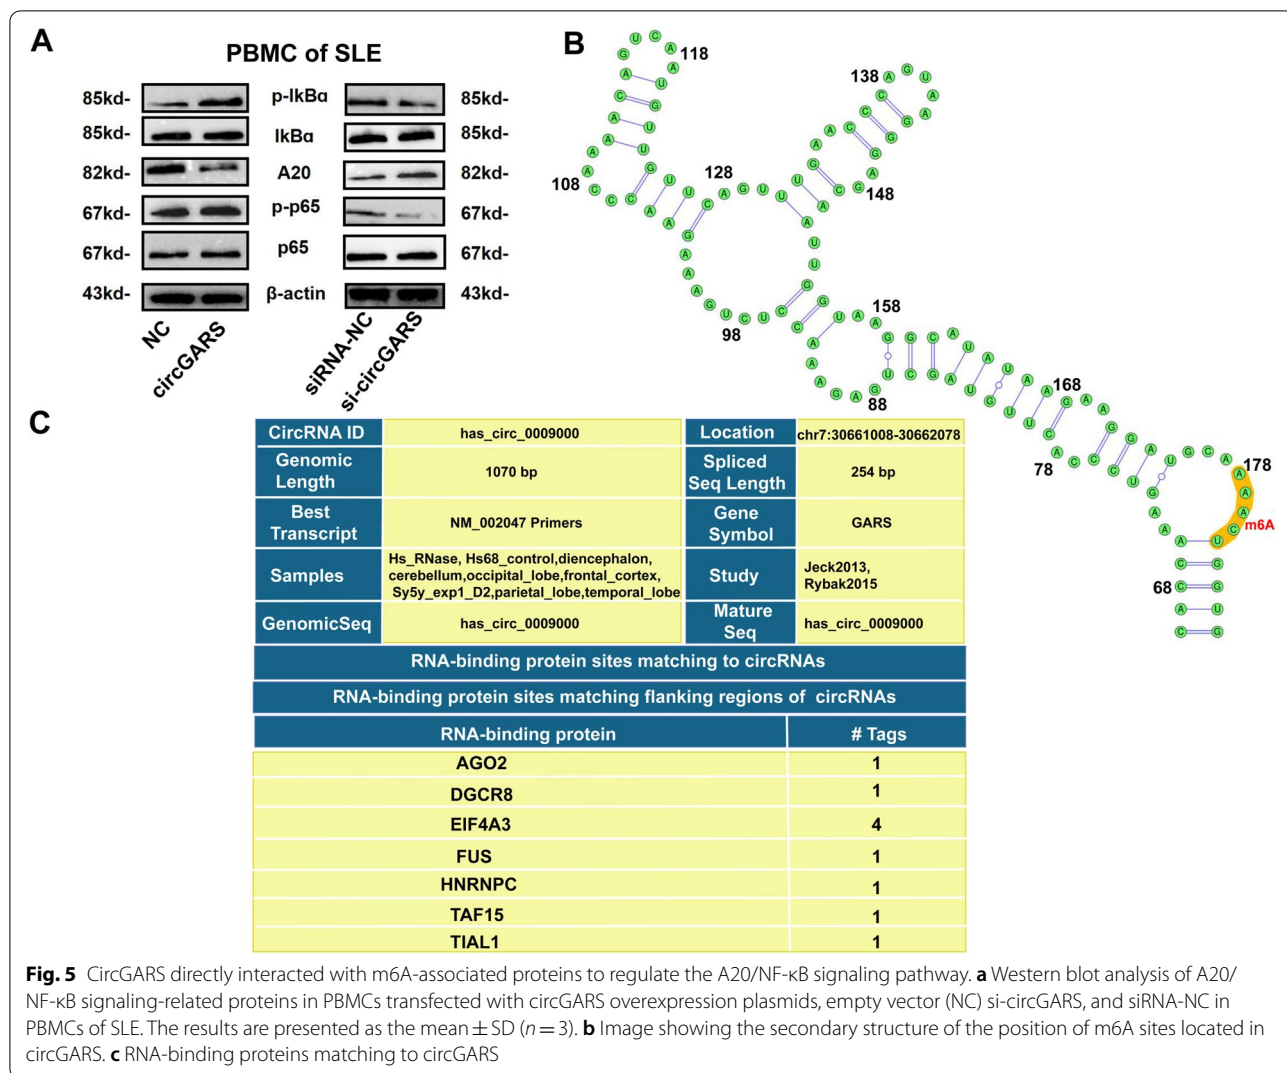 A
PBMC of SLE
85kd- p-IkBα 85kd-
85kd- IkBα 85kd-
82kd- A20 82kd-
67kd- p-p65 67kd-
67kd- p65 67kd-
43kd- β-actin 43kd-
NC
circGARS
siRNA-NC
si-circGARS
B
118
138
108
128
148
98
158
88
168
78
178
m6A
68
C
CircRNA ID has_circ_0009000 Location chr7:30661008-30662078
Genomic Length 1070 bp Spliced Seq Length 254 bp
Best Transcript NM_002047 Primers Gene Symbol GARS
Samples Hs_RNase, Hs68_control,diencephalon,
cerebellum,occipital_lobe,frontal_cortex,
Sy5y_exp1_D2,parietal_lobe,temporal_lobe
Study Jeck2013,
Rybak2015
GenomicSeq has_circ_0009000 Mature Seq has_circ_0009000
RNA-binding protein sites matching to circRNAs
RNA-binding protein sites matching flanking regions of circRNAs
RNA-binding protein # Tags
AGO2 1
DGCR8 1
EIF4A3 4
FUS 1
HNRNPC 1
TAF15 1
TIAL1 1
Fig. 5 CircGARS directly interacted with m6A-associated proteins to regulate the A20/NF-κB signaling pathway. a Western blot analysis of A20/
NF-κB signaling-related proteins in PBMCs transfected with circGARS overexpression plasmids, empty vector (NC) si-circGARS, and siRNA-NC in
PBMCs of SLE. The results are presented as the mean ± SD (n = 3). b Image showing the secondary structure of the position of m6A sites located in
circGARS. c RNA-binding proteins matching to circGARS